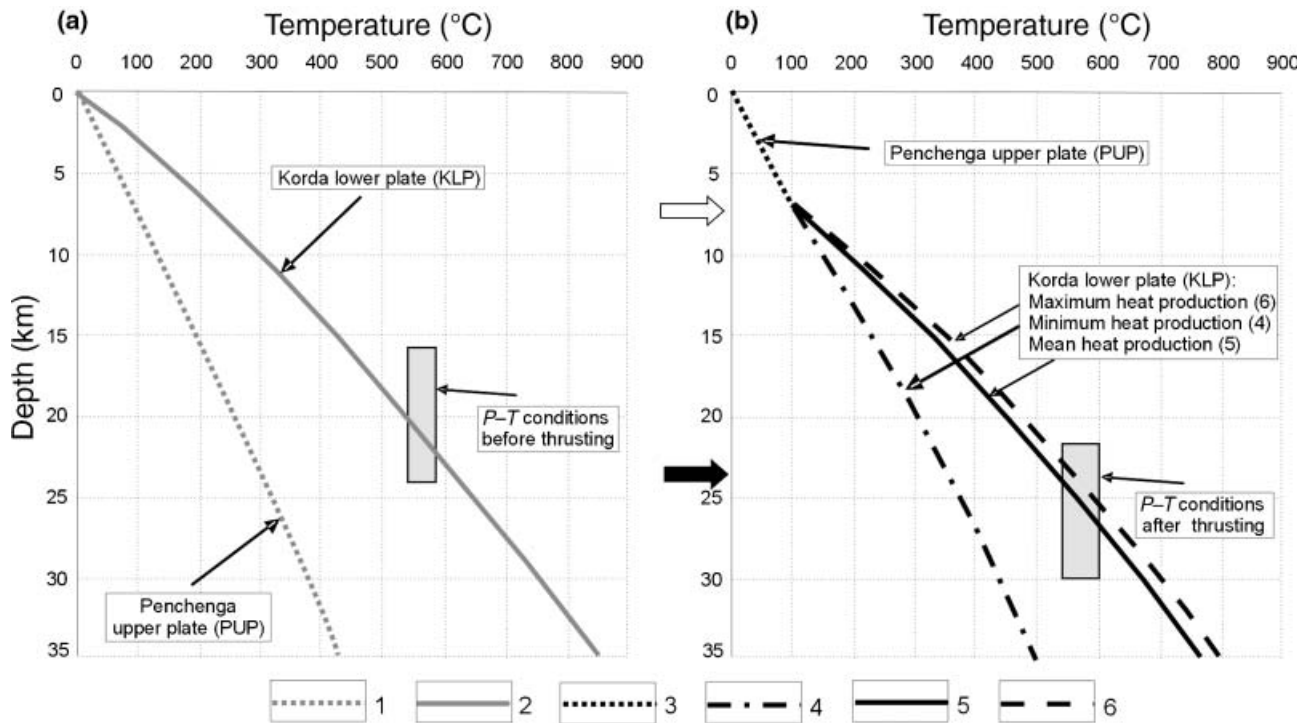 (a) Temperature (°C)
0 100 200 300 400 500 600 700 800 900
0
5
10
15
20
25
30
35
Depth (km)
Korda lower plate (KLP)
P–T conditions
before thrusting
Penchenga
upper plate (PUP)
(b) Temperature (°C)
0 100 200 300 400 500 600 700 800 900
0
5
10
15
20
25
30
35
Penchenga upper plate (PUP)
Korda lower plate (KLP):
Maximum heat production (6)
Minimum heat production (4)
Mean heat production (5)
P–T conditions
after thrusting
1 2 3 4 5 6